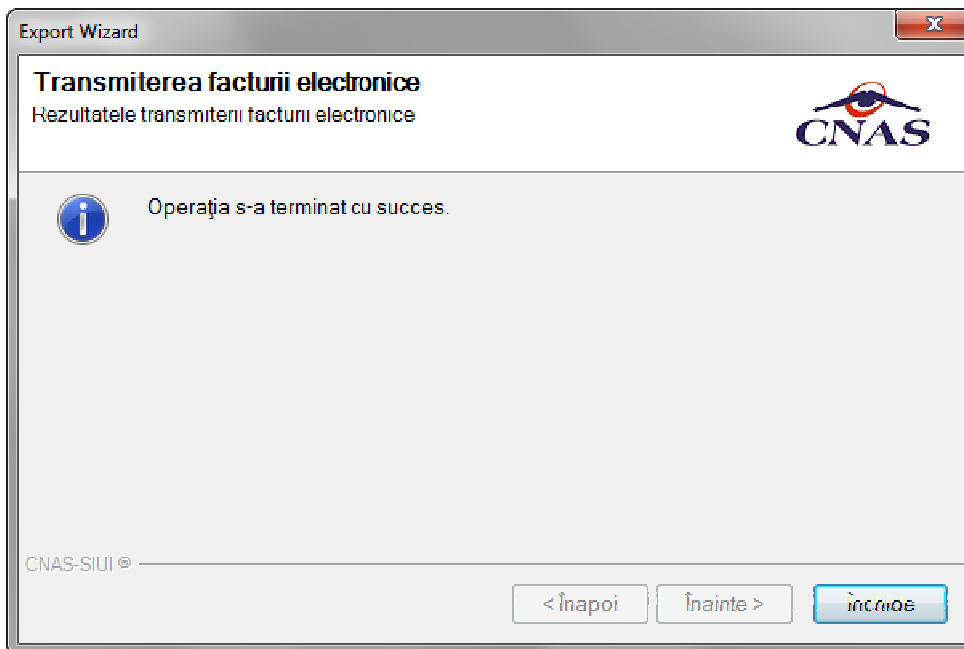 Export Wizard
Transmiterea facturii electronice
Rezultatele transmiterii facturii electronice
CNAS
Operaţia s-a terminat cu succes.
CNAS-SIUI ®
< Înapoi
Înainte >
Închide